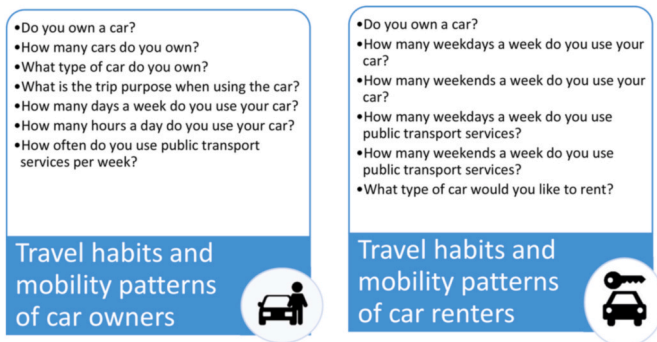 •Do you own a car?
•How many cars do you own?
•What type of car do you own?
•What is the trip purpose when using the car?
•How many days a week do you use your car?
•How many hours a day do you use your car?
•How often do you use public transport
services per week?
Travel habits and
mobility patterns
of car owners
•Do you own a car?
•How many weekdays a week do you use your
car?
•How many weekends a week do you use your
car?
•How many weekdays a week do you use
public transport services?
•How many weekends a week do you use
public transport services?
•What type of car would you like to rent?
Travel habits and
mobility patterns
of car renters